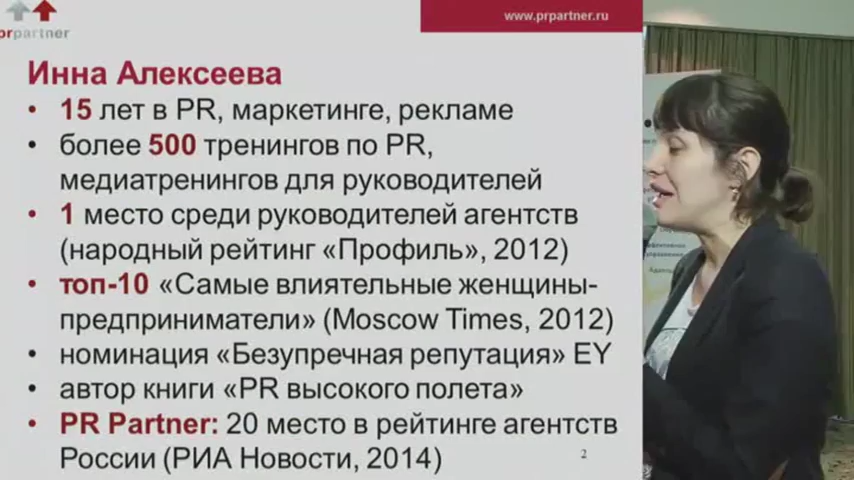 prpartner
www.prpartner.ru
Инна Алексеева
• 15 лет в PR, маркетинге, рекламе
• более 500 тренингов по PR,
медиатренингов для руководителей
• 1 место среди руководителей агентств
(народный рейтинг «Профиль», 2012)
• топ-10 «Самые влиятельные женщины-
предприниматели» (Moscow Times, 2012)
• номинация «Безупречная репутация» EY
• автор книги «PR высокого полета»
• PR Partner: 20 место в рейтинге агентств
России (РИА Новости, 2014)
2